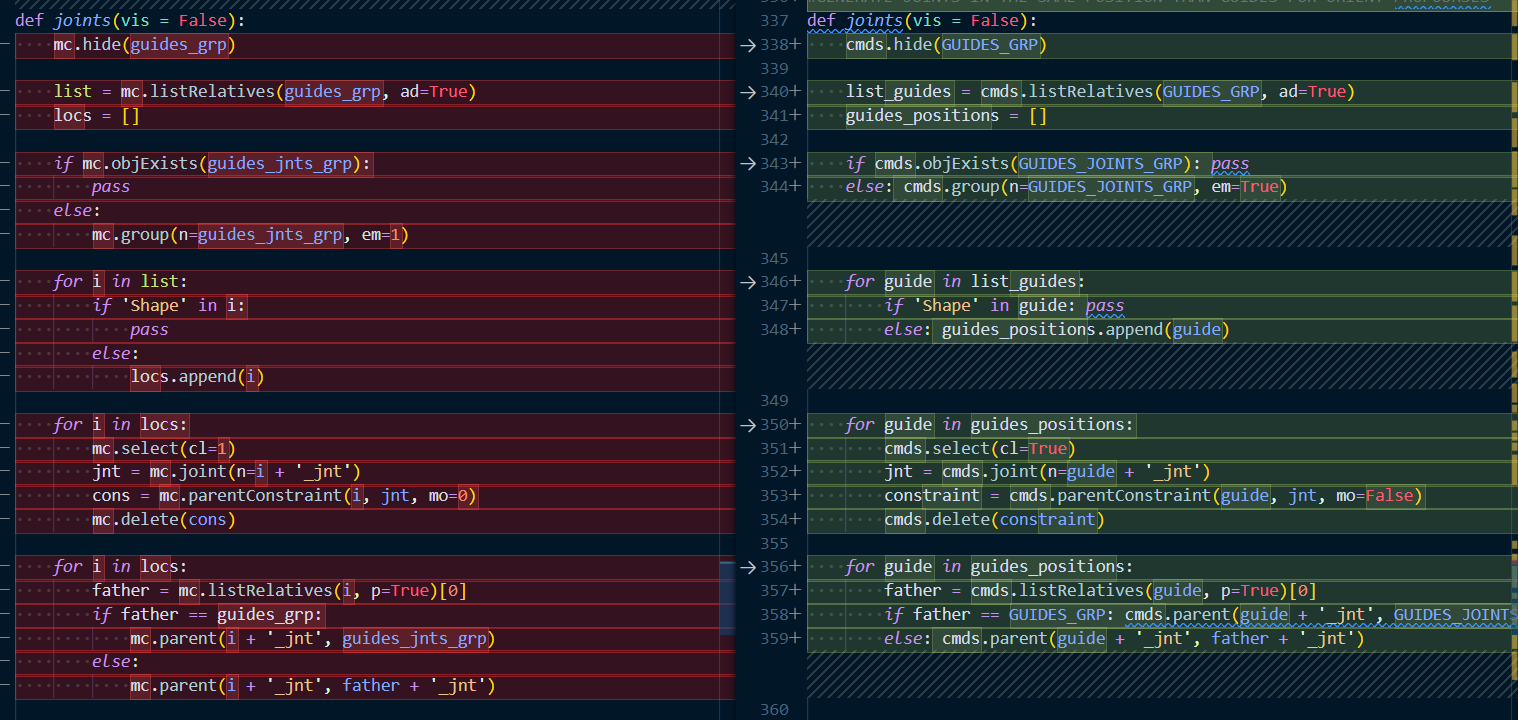 def joints(vis = False):
    mc.hide(guides_grp)
    list = mc.listRelatives(guides_grp, ad=True)
    locs = []
    if mc.objExists(guides_jnts_grp):
        pass
    else:
        mc.group(n=guides_jnts_grp, em=1)
    for i in list:
        if 'Shape' in i:
            pass
        else:
            locs.append(i)
    for i in locs:
        mc.select(cl=1)
        jnt = mc.joint(n=i + '_jnt')
        cons = mc.parentConstraint(i, jnt, mo=0)
        mc.delete(cons)
    for i in locs:
        father = mc.listRelatives(i, p=True)[0]
        if father == guides_grp:
            mc.parent(i + '_jnt', guides_jnts_grp)
        else:
            mc.parent(i + '_jnt', father + '_jnt')
337 def joints(vis = False):
338+     cmds.hide(GUIDES_GRP)
339
340+     list_guides = cmds.listRelatives(GUIDES_GRP, ad=True)
341+     guides_positions = []
342
343+     if cmds.objExists(GUIDES_JOINTS_GRP): pass
344+     else: cmds.group(n=GUIDES_JOINTS_GRP, em=True)
345
346+     for guide in list_guides:
347+         if 'Shape' in guide: pass
348+         else: guides_positions.append(guide)
349
350+     for guide in guides_positions:
351+         cmds.select(cl=True)
352+         jnt = cmds.joint(n=guide + '_jnt')
353+         constraint = cmds.parentConstraint(guide, jnt, mo=False)
354+         cmds.delete(constraint)
355
356+     for guide in guides_positions:
357+         father = cmds.listRelatives(guide, p=True)[0]
358+         if father == GUIDES_GRP: cmds.parent(guide + '_jnt', GUIDES_JOINTS
359+         else: cmds.parent(guide + '_jnt', father + '_jnt')
360